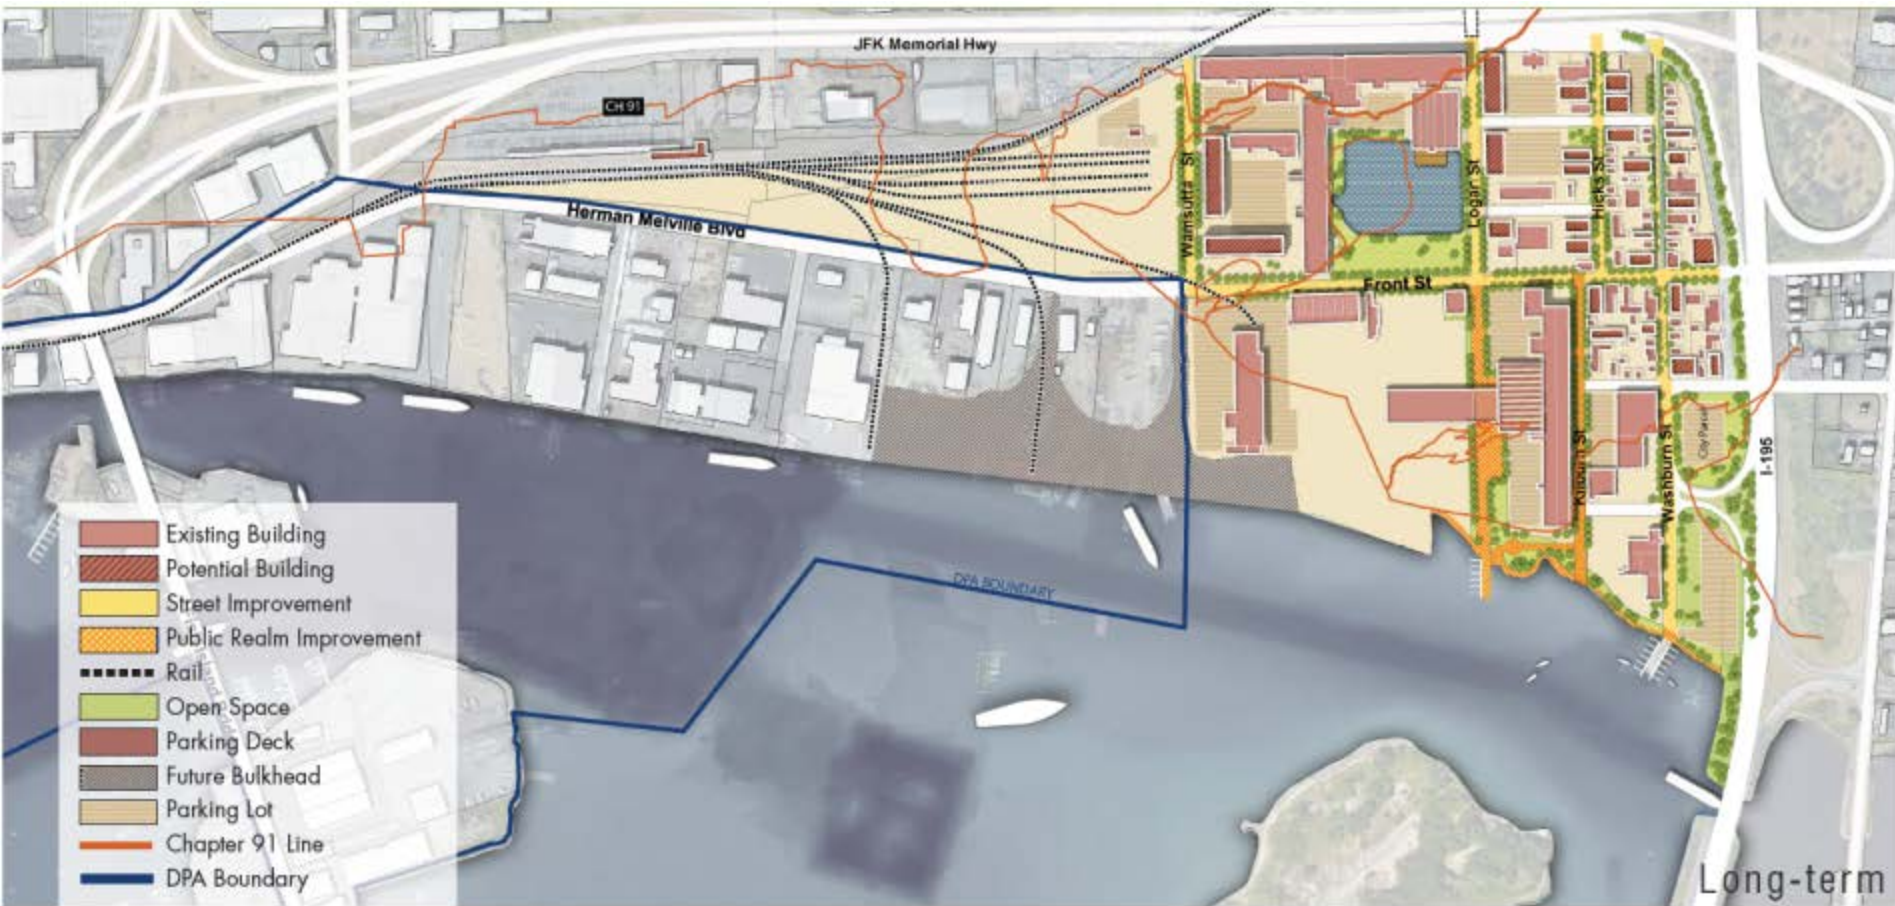 JFK Memorial Hwy
CH 91
Herman Melville Blvd
Wamsutta St
Logan St
Hicks St
Front St
Kilburn St
Washburn St
City Parcel
I-195
DPA BOUNDARY
Existing Building
Potential Building
Street Improvement
Public Realm Improvement
Rail
Open Space
Parking Deck
Future Bulkhead
Parking Lot
Chapter 91 Line
DPA Boundary
Long-term